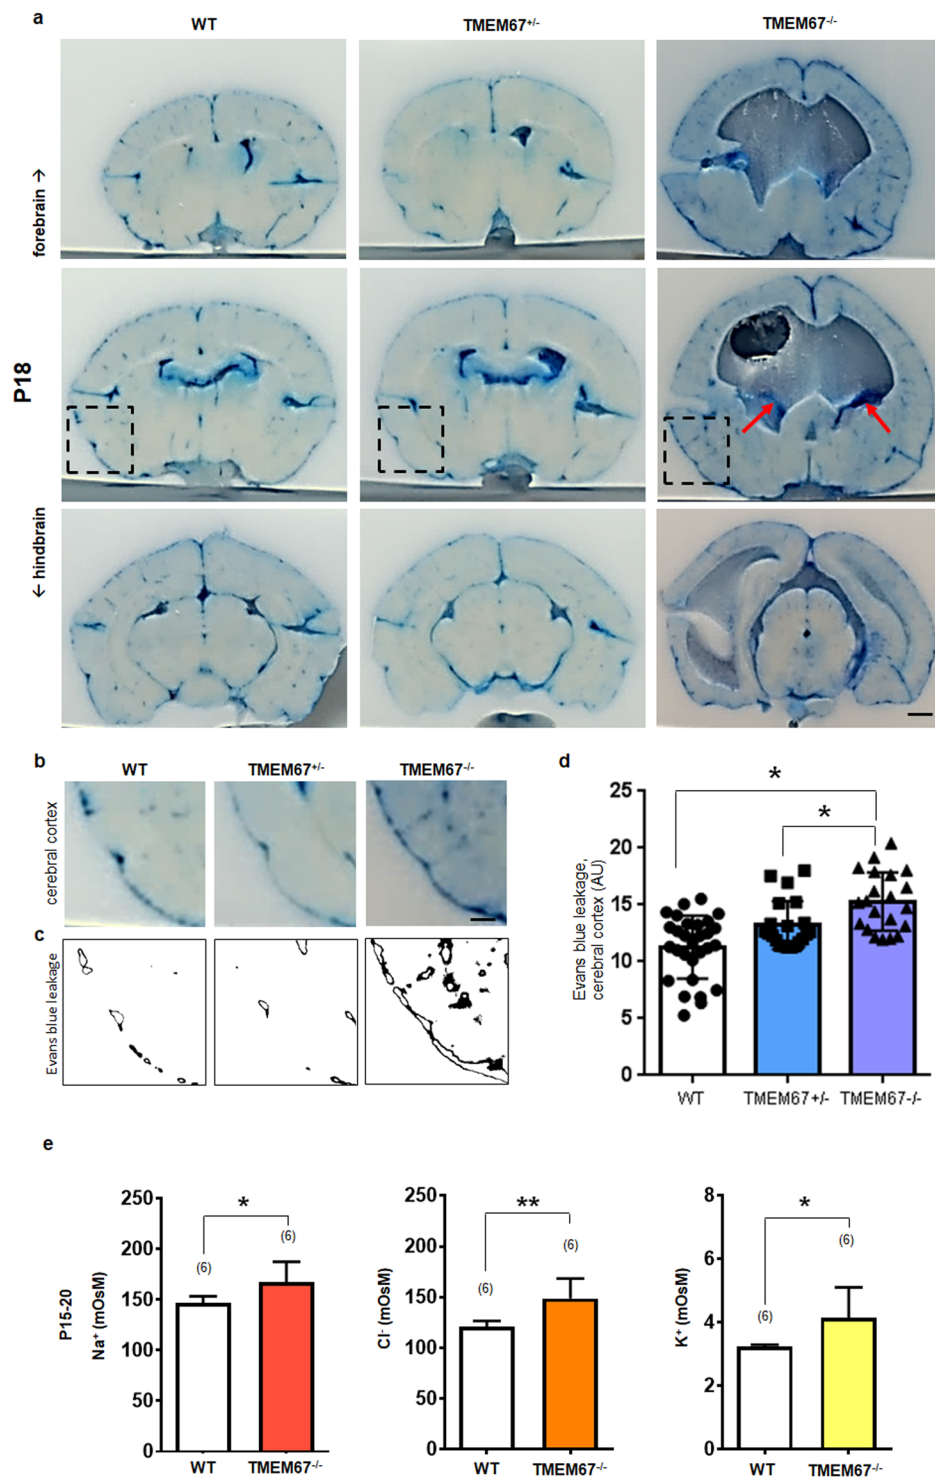 a
WT
TMEM67+/-
TMEM67-/-
forebrain →
P18
← hindbrain
b
WT
TMEM67+/-
TMEM67-/-
cerebral cortex
c
Evans blue leakage
d
Evans blue leakage,
cerebral cortex (AU)
25
20
15
10
5
0
*
*
WT
TMEM67+/-
TMEM67-/-
e
P15-20
Na+ (mOsM)
250
200
150
100
50
0
*
(6)
(6)
WT
TMEM67-/-
Cl- (mOsM)
250
200
150
100
50
0
**
(6)
(6)
WT
TMEM67-/-
K+ (mOsM)
8
6
4
2
0
*
(6)
(6)
WT
TMEM67-/-